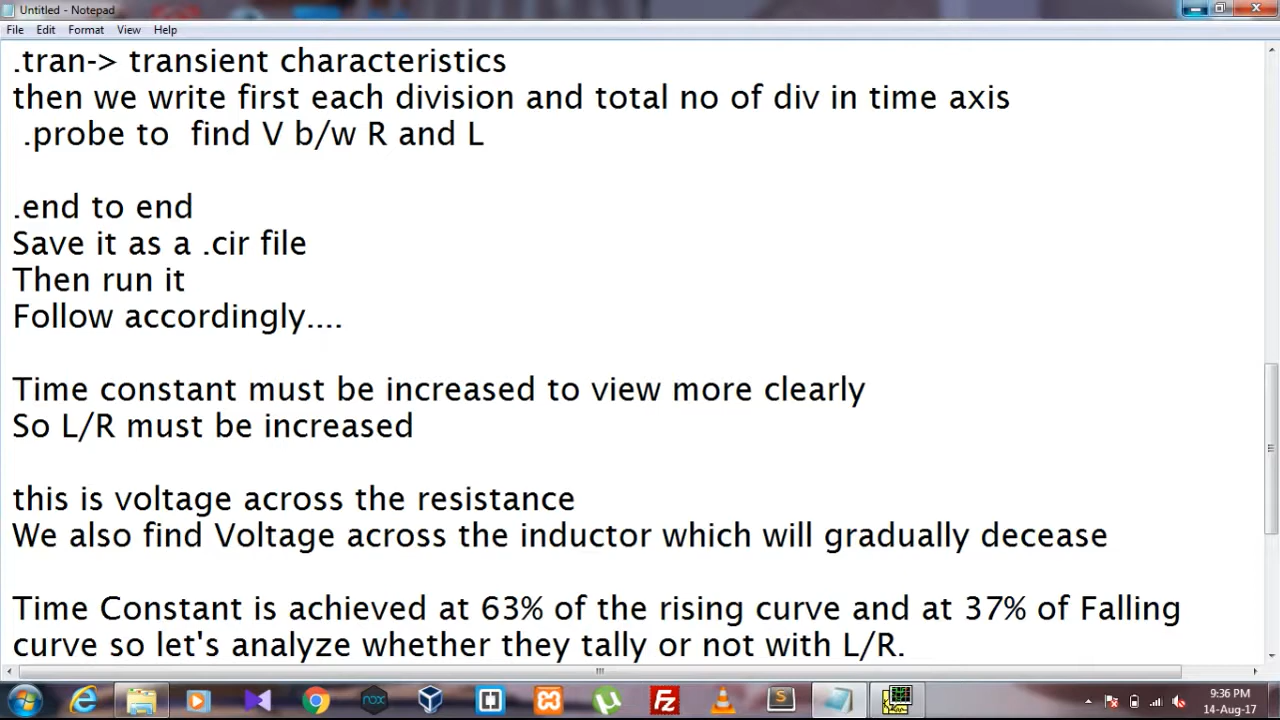 Untitled - Notepad
File Edit Format View Help
.tran-> transient characteristics
then we write first each division and total no of div in time axis
.probe to  find V b/w R and L
.end to end
Save it as a .cir file
Then run it
Follow accordingly....
Time constant must be increased to view more clearly
So L/R must be increased
this is voltage across the resistance
We also find Voltage across the inductor which will gradually decease
Time Constant is achieved at 63% of the rising curve and at 37% of Falling
curve so let's analyze whether they tally or not with L/R.
9:36 PM
14-Aug-17